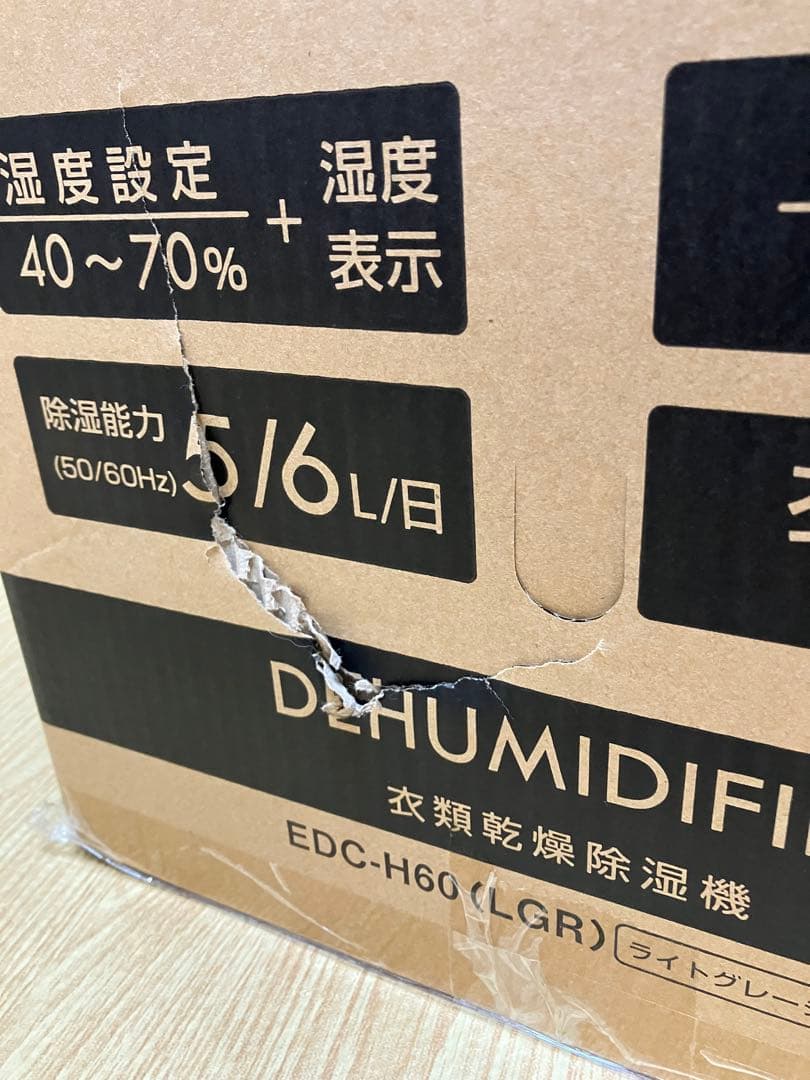 湿度設定
40～70%
+
湿度
表示
除湿能力
(50/60Hz)
5/6L/日
DEHUMIDIFI
衣類乾燥除湿機
EDC-H60(LGR)
ライトグレー